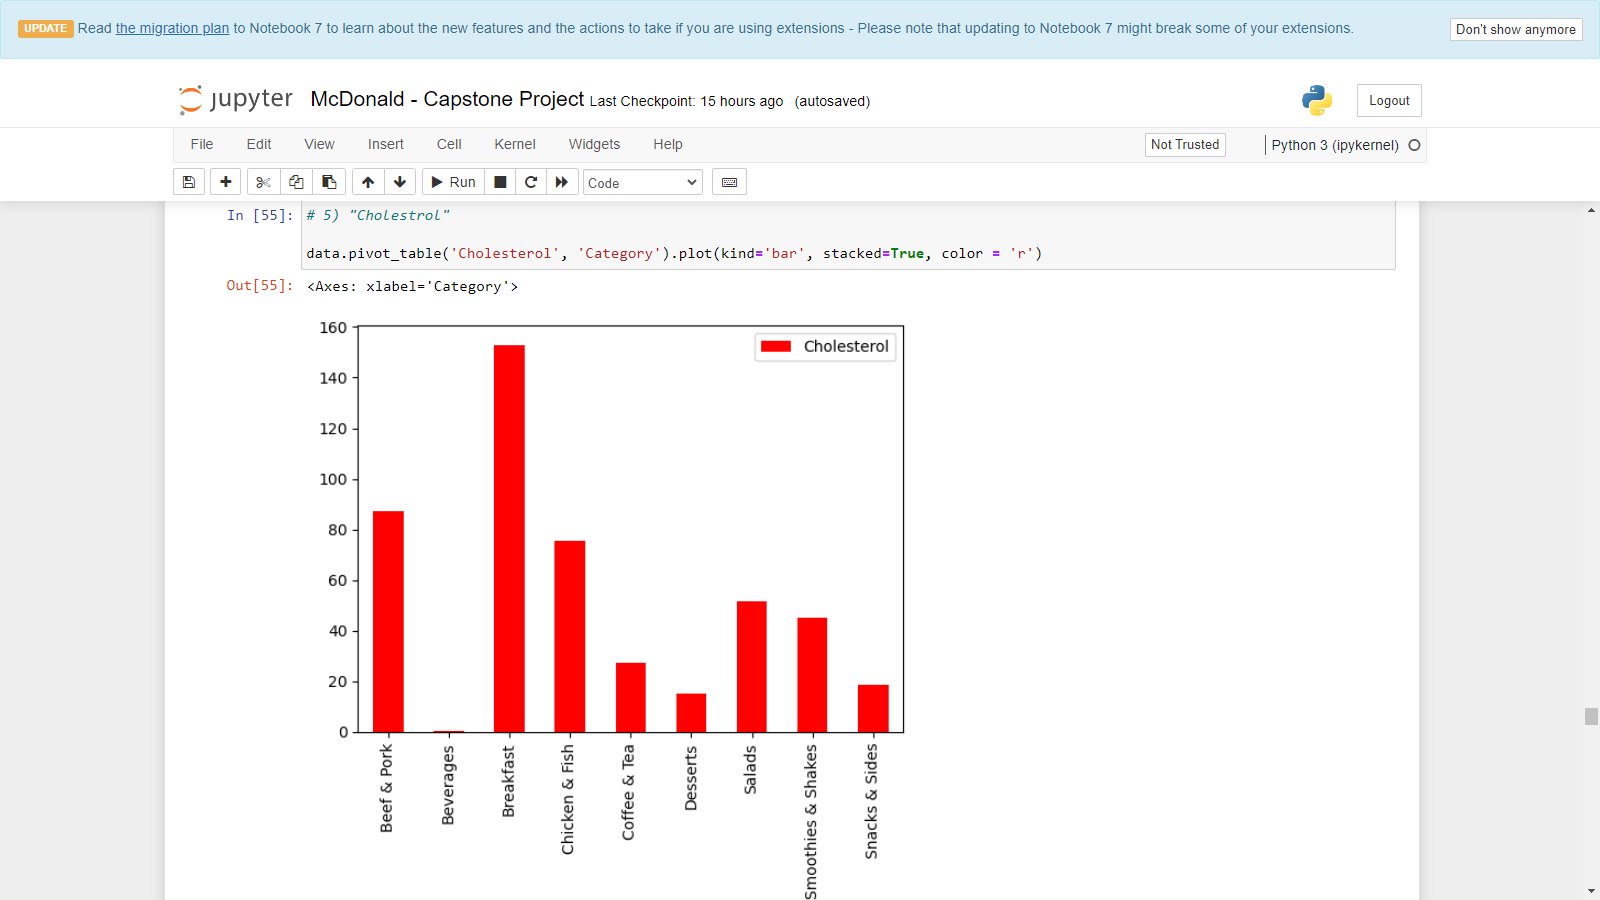 UPDATE Read the migration plan to Notebook 7 to learn about the new features and the actions to take if you are using extensions - Please note that updating to Notebook 7 might break some of your extensions. Don't show anymore
jupyter McDonald - Capstone Project Last Checkpoint: 15 hours ago (autosaved) Logout
File Edit View Insert Cell Kernel Widgets Help Not Trusted Python 3 (ipykernel)
Run Code
In [55]: # 5) "Cholestrol"
data.pivot_table('Cholesterol', 'Category').plot(kind='bar', stacked=True, color = 'r')
Out[55]: <Axes: xlabel='Category'>
Cholesterol
160
140
120
100
80
60
40
20
0
Beef & Pork
Beverages
Breakfast
Chicken & Fish
Coffee & Tea
Desserts
Salads
Smoothies & Shakes
Snacks & Sides